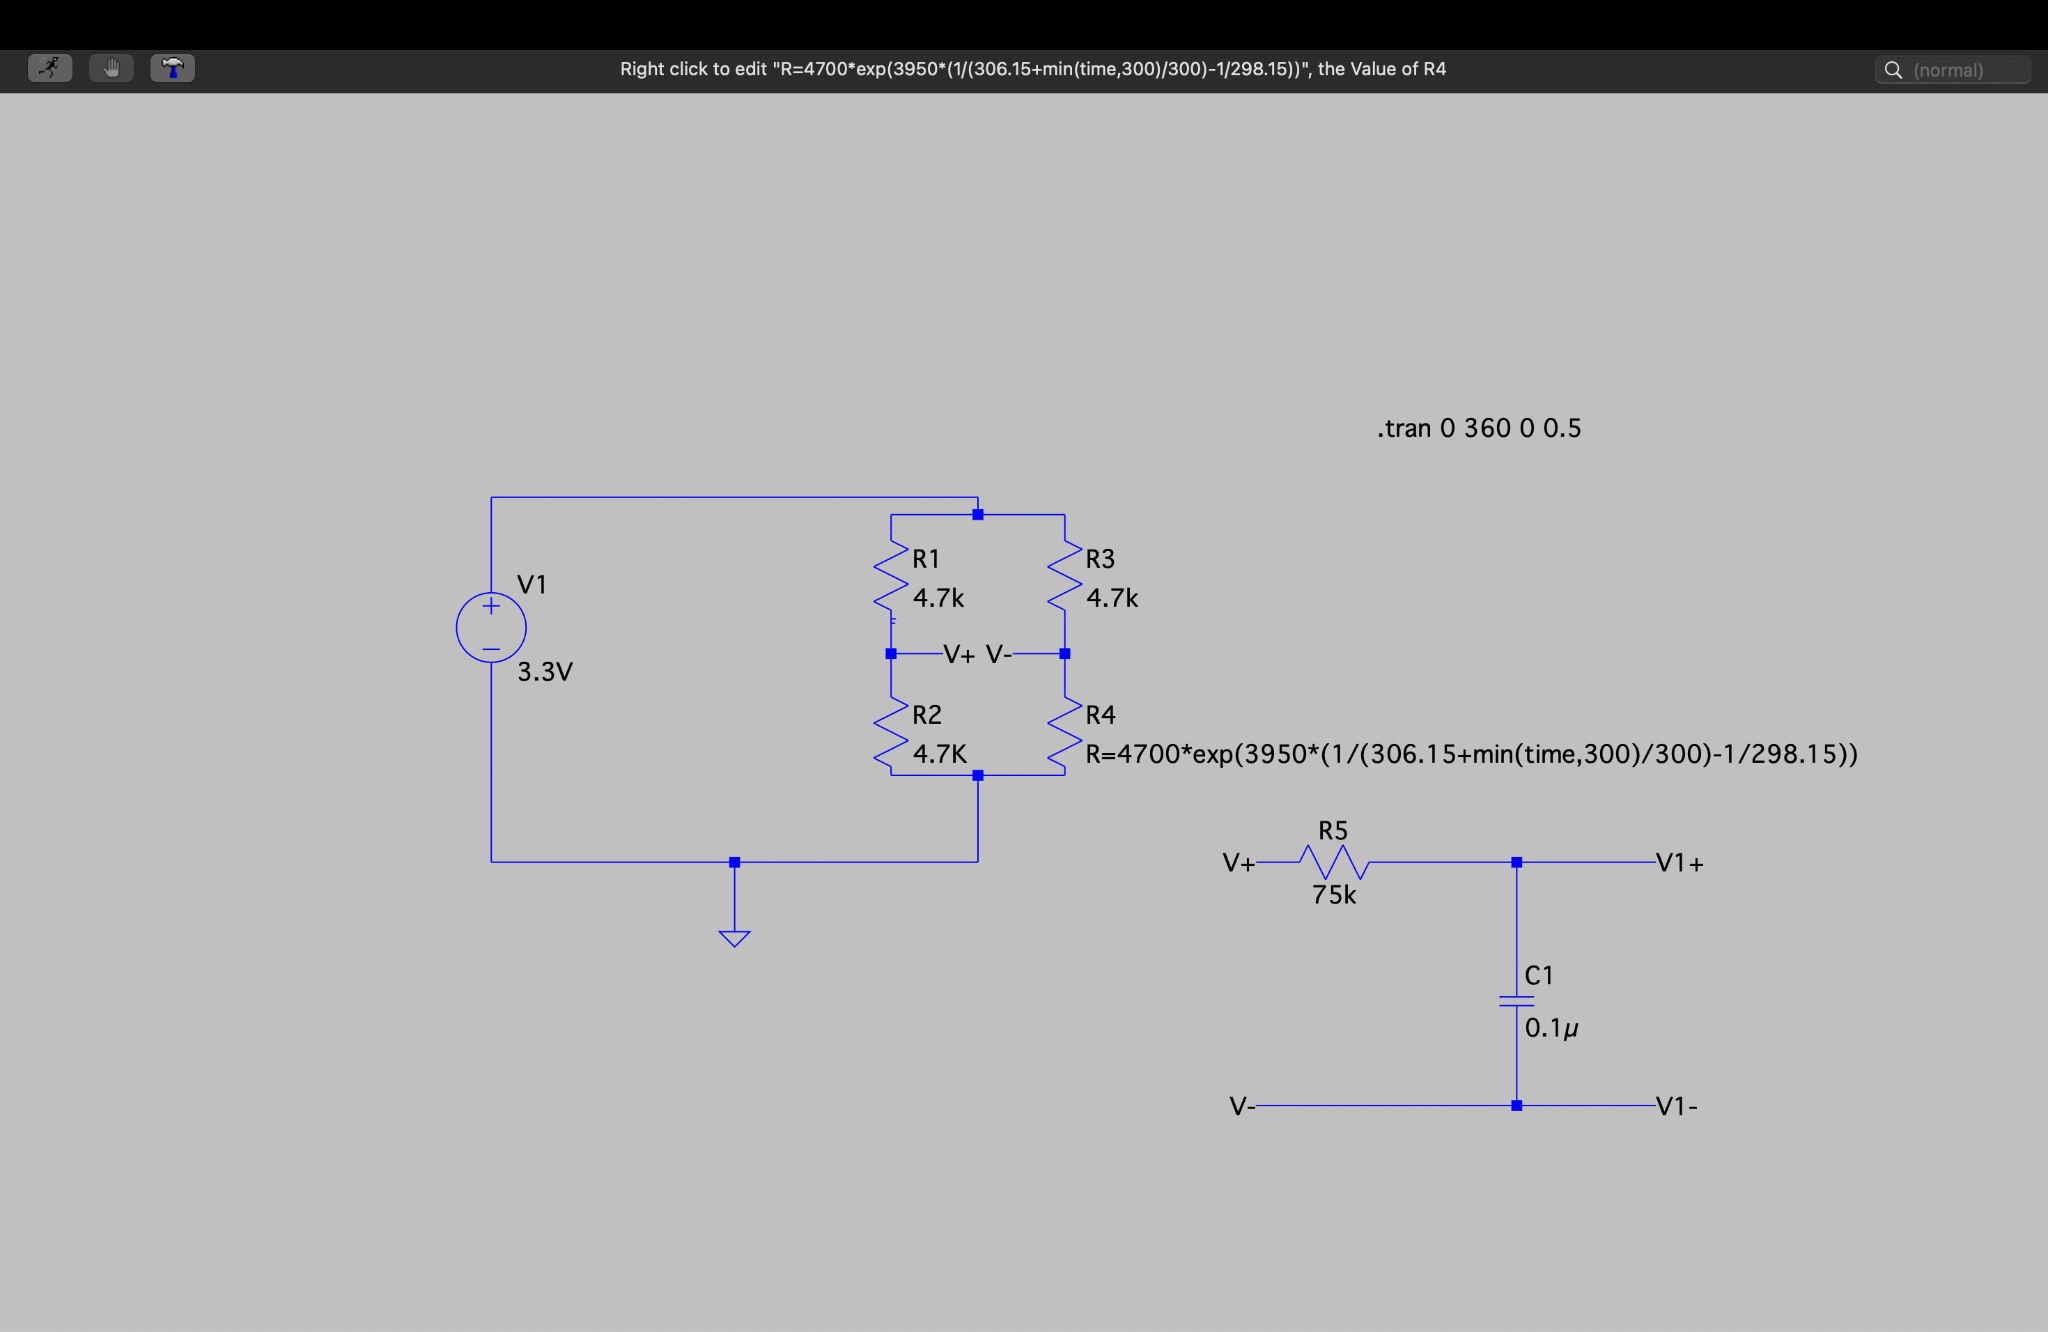 Right click to edit "R=4700*exp(3950*(1/(306.15+min(time,300)/300)-1/298.15))", the Value of R4
(normal)
.tran 0 360 0 0.5
V1
3.3V
R1
4.7k
R3
4.7k
V+ V-
R2
4.7K
R4
R=4700*exp(3950*(1/(306.15+min(time,300)/300)-1/298.15))
R5
V+
75k
V1+
C1
0.1µ
V-
V1-